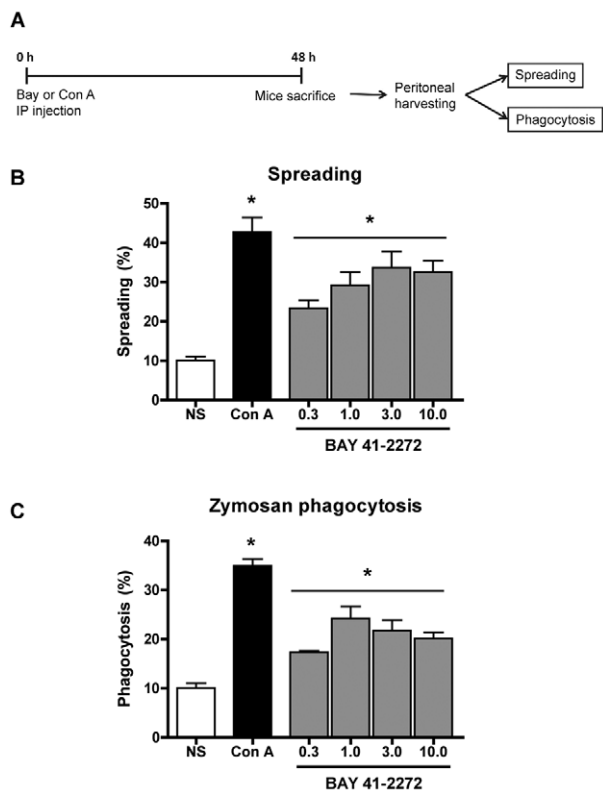 A
0 h
48 h
Bay or Con A
IP injection
Mice sacrifice
Peritoneal
harvesting
Spreading
Phagocytosis
B
Spreading
Spreading (%)
50
40
30
20
10
0
*
*
NS
Con A
0.3
1.0
3.0
10.0
BAY 41-2272
C
Zymosan phagocytosis
Phagocytosis (%)
40
30
20
10
0
*
*
NS
Con A
0.3
1.0
3.0
10.0
BAY 41-2272